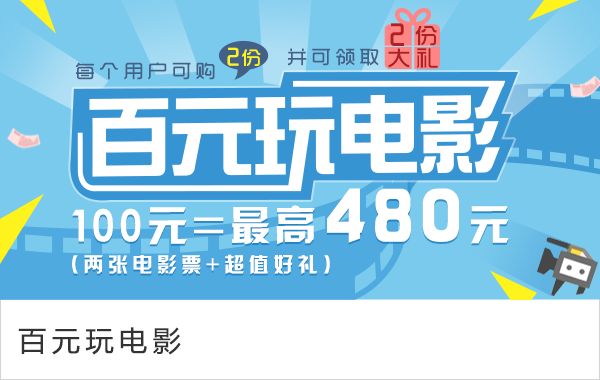 每个用户可购2份 并可领取2份大礼
百元玩电影
100元=最高480元
(两张电影票+超值好礼)
百元玩电影